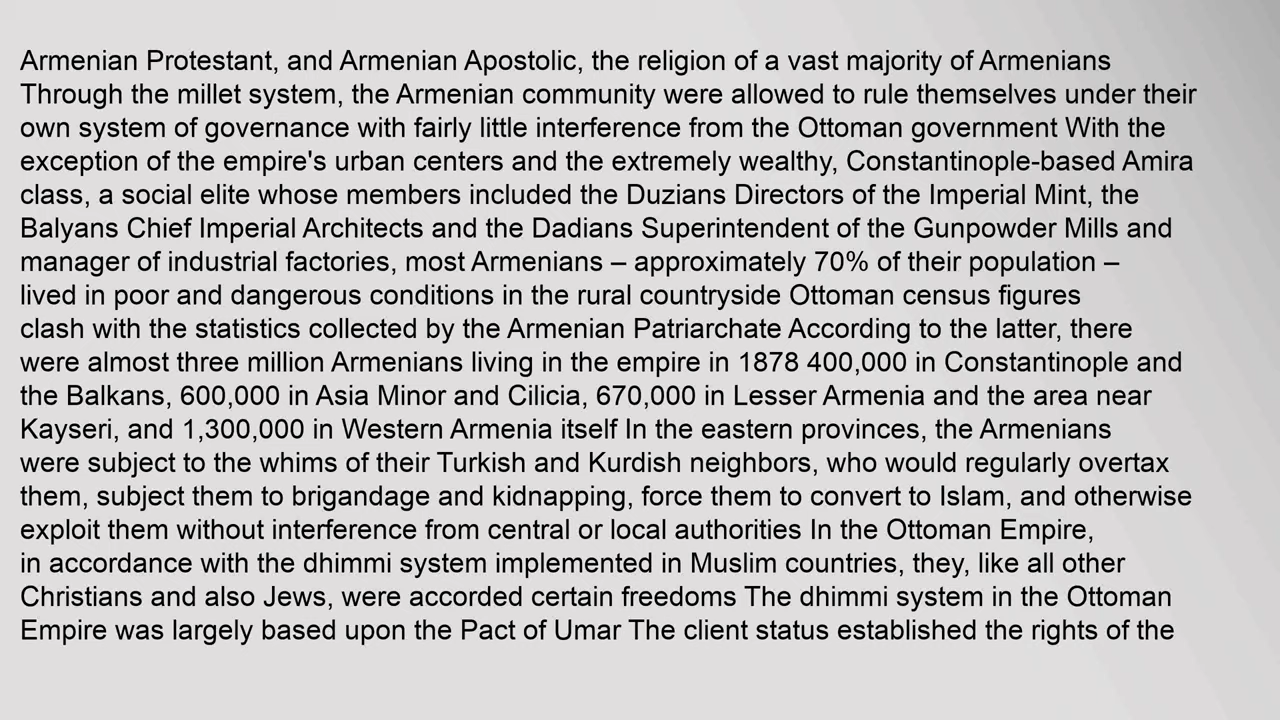 Armenian Protestant, and Armenian Apostolic, the religion of a vast majority of Armenians
Through the millet system, the Armenian community were allowed to rule themselves under their
own system of governance with fairly little interference from the Ottoman government With the
exception of the empire's urban centers and the extremely wealthy, Constantinople-based Amira
class, a social elite whose members included the Duzians Directors of the Imperial Mint, the
Balyans Chief Imperial Architects and the Dadians Superintendent of the Gunpowder Mills and
manager of industrial factories, most Armenians – approximately 70% of their population –
lived in poor and dangerous conditions in the rural countryside Ottoman census figures
clash with the statistics collected by the Armenian Patriarchate According to the latter, there
were almost three million Armenians living in the empire in 1878 400,000 in Constantinople and
the Balkans, 600,000 in Asia Minor and Cilicia, 670,000 in Lesser Armenia and the area near
Kayseri, and 1,300,000 in Western Armenia itself In the eastern provinces, the Armenians
were subject to the whims of their Turkish and Kurdish neighbors, who would regularly overtax
them, subject them to brigandage and kidnapping, force them to convert to Islam, and otherwise
exploit them without interference from central or local authorities In the Ottoman Empire,
in accordance with the dhimmi system implemented in Muslim countries, they, like all other
Christians and also Jews, were accorded certain freedoms The dhimmi system in the Ottoman
Empire was largely based upon the Pact of Umar The client status established the rights of the